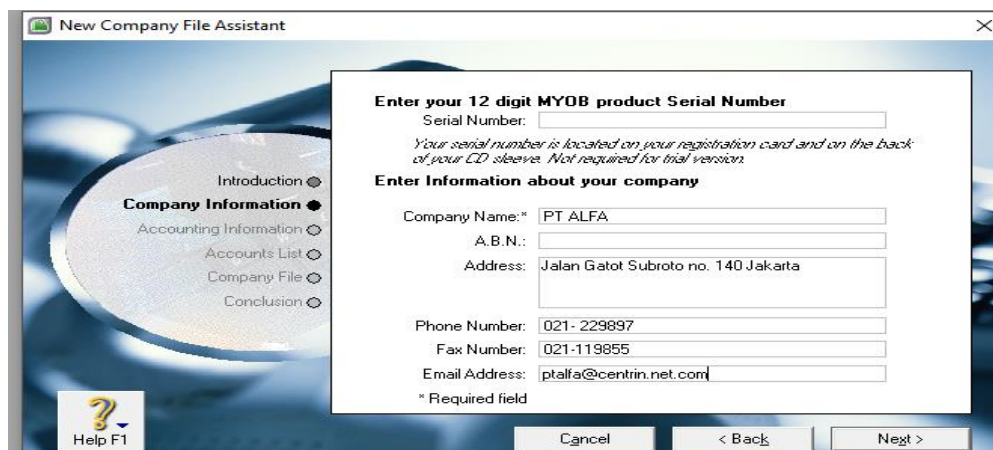 New Company File Assistant
Enter your 12 digit MYOB product Serial Number
Serial Number:
Your serial number is located on your registration card and on the back
of your CD sleeve. Not required for trial version.
Introduction
Company Information
Accounting Information
Accounts List
Company File
Conclusion
Enter Information about your company
Company Name:* PT ALFA
A.B.N.:
Address: Jalan Gatot Subroto no. 140 Jakarta
Phone Number: 021- 229897
Fax Number: 021-119855
Email Address: ptalfa@centrin.net.com
* Required field
Help F1
Cancel
< Back
Next >